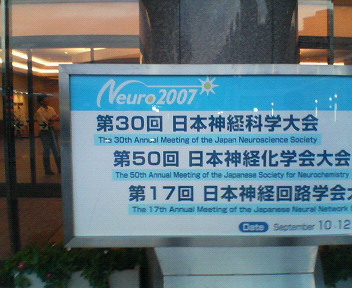 Neuro2007
第30回 日本神経科学大会
The 30th Annual Meeting of the Japan Neuroscience Society
第50回 日本神経化学会大会
The 50th Annual Meeting of the Japanese Society for Neurochemistry
第17回 日本神経回路学会大
The 17th Annual Meeting of the Japanese Neural Network
Date September 10 12